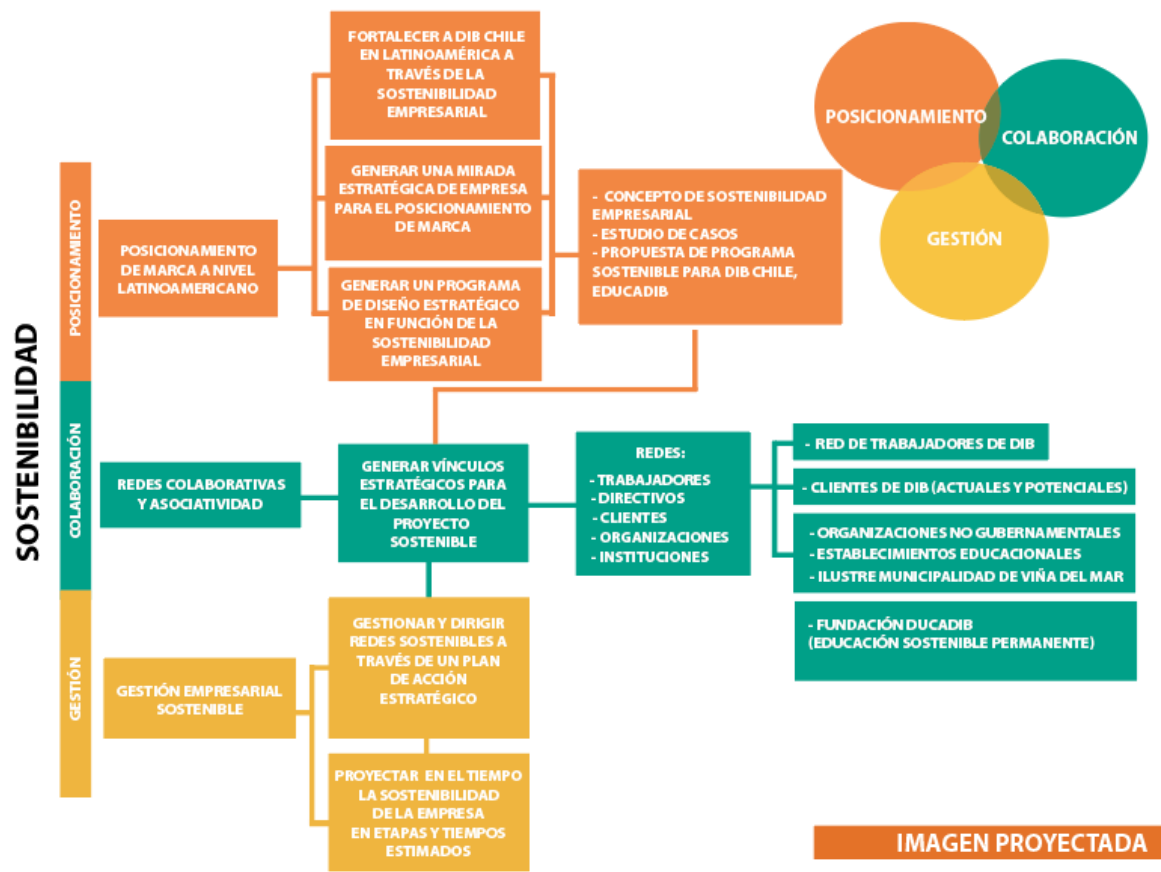 SOSTENIBILIDAD
POSICIONAMIENTO
POSICIONAMIENTO
DE MARCA A NIVEL
LATINOAMERICANO
FORTALECER A DIB CHILE
EN LATINOAMÉRICA A
TRAVÉS DE LA
SOSTENIBILIDAD
EMPRESARIAL
GENERAR UNA MIRADA
ESTRATÉGICA DE EMPRESA
PARA EL POSICIONAMIENTO
DE MARCA
GENERAR UN PROGRAMA
DE DISEÑO ESTRATÉGICO
EN FUNCIÓN DE LA
SOSTENIBILIDAD
EMPRESARIAL
- CONCEPTO DE SOSTENIBILIDAD
EMPRESARIAL
- ESTUDIO DE CASOS
- PROPUESTA DE PROGRAMA
SOSTENIBLE PARA DIB CHILE,
EDUCADIB
POSICIONAMIENTO
COLABORACIÓN
GESTIÓN
COLABORACIÓN
REDES COLABORATIVAS
Y ASOCIATIVIDAD
GENERAR VÍNCULOS
ESTRATÉGICOS PARA
EL DESARROLLO DEL
PROYECTO
SOSTENIBLE
REDES:
- TRABAJADORES
- DIRECTIVOS
- CLIENTES
- ORGANIZACIONES
- INSTITUCIONES
- RED DE TRABAJADORES DE DIB
- CLIENTES DE DIB (ACTUALES Y POTENCIALES)
- ORGANIZACIONES NO GUBERNAMENTALES
- ESTABLECIMIENTOS EDUCACIONALES
- ILUSTRE MUNICIPALIDAD DE VIÑA DEL MAR
- FUNDACIÓN DUCADIB
(EDUCACIÓN SOSTENIBLE PERMANENTE)
GESTIÓN
GESTIÓN EMPRESARIAL
SOSTENIBLE
GESTIONAR Y DIRIGIR
REDES SOSTENIBLES A
TRAVÉS DE UN PLAN
DE ACCIÓN
ESTRATÉGICO
PROYECTAR EN EL TIEMPO
LA SOSTENIBILIDAD
DE LA EMPRESA
EN ETAPAS Y TIEMPOS
ESTIMADOS
IMAGEN PROYECTADA